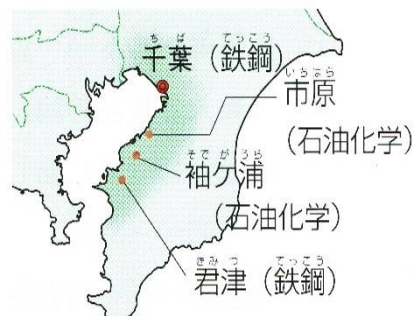 ちば てっこう
千葉（鉄鋼）
いちはら
市原
（石油化学）
そでがうら
袖ケ浦
（石油化学）
きみつ てっこう
君津（鉄鋼）